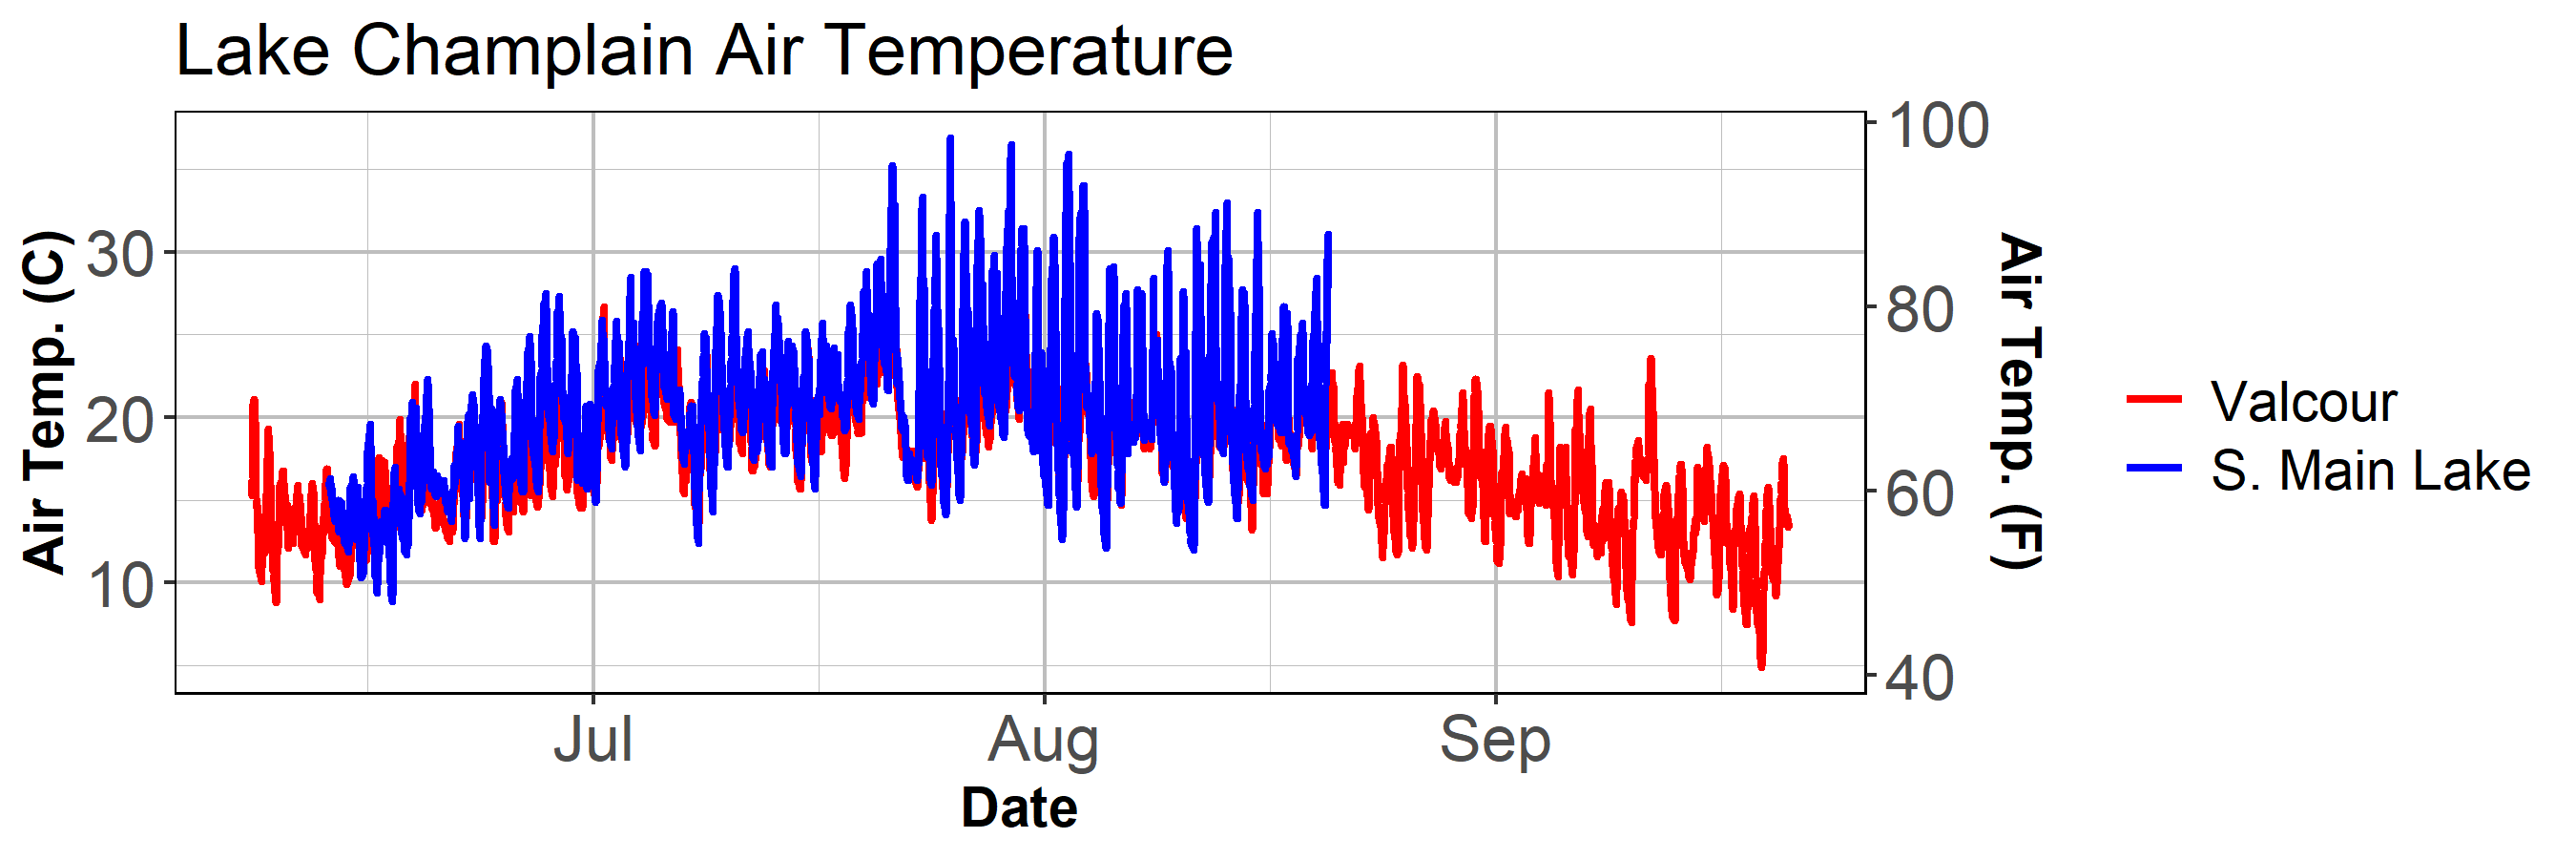 Lake Champlain Air Temperature
Air Temp. (C)
30
20
10
100
80
60
40
Air Temp. (F)
Jul
Aug
Sep
Date
Valcour
S. Main Lake